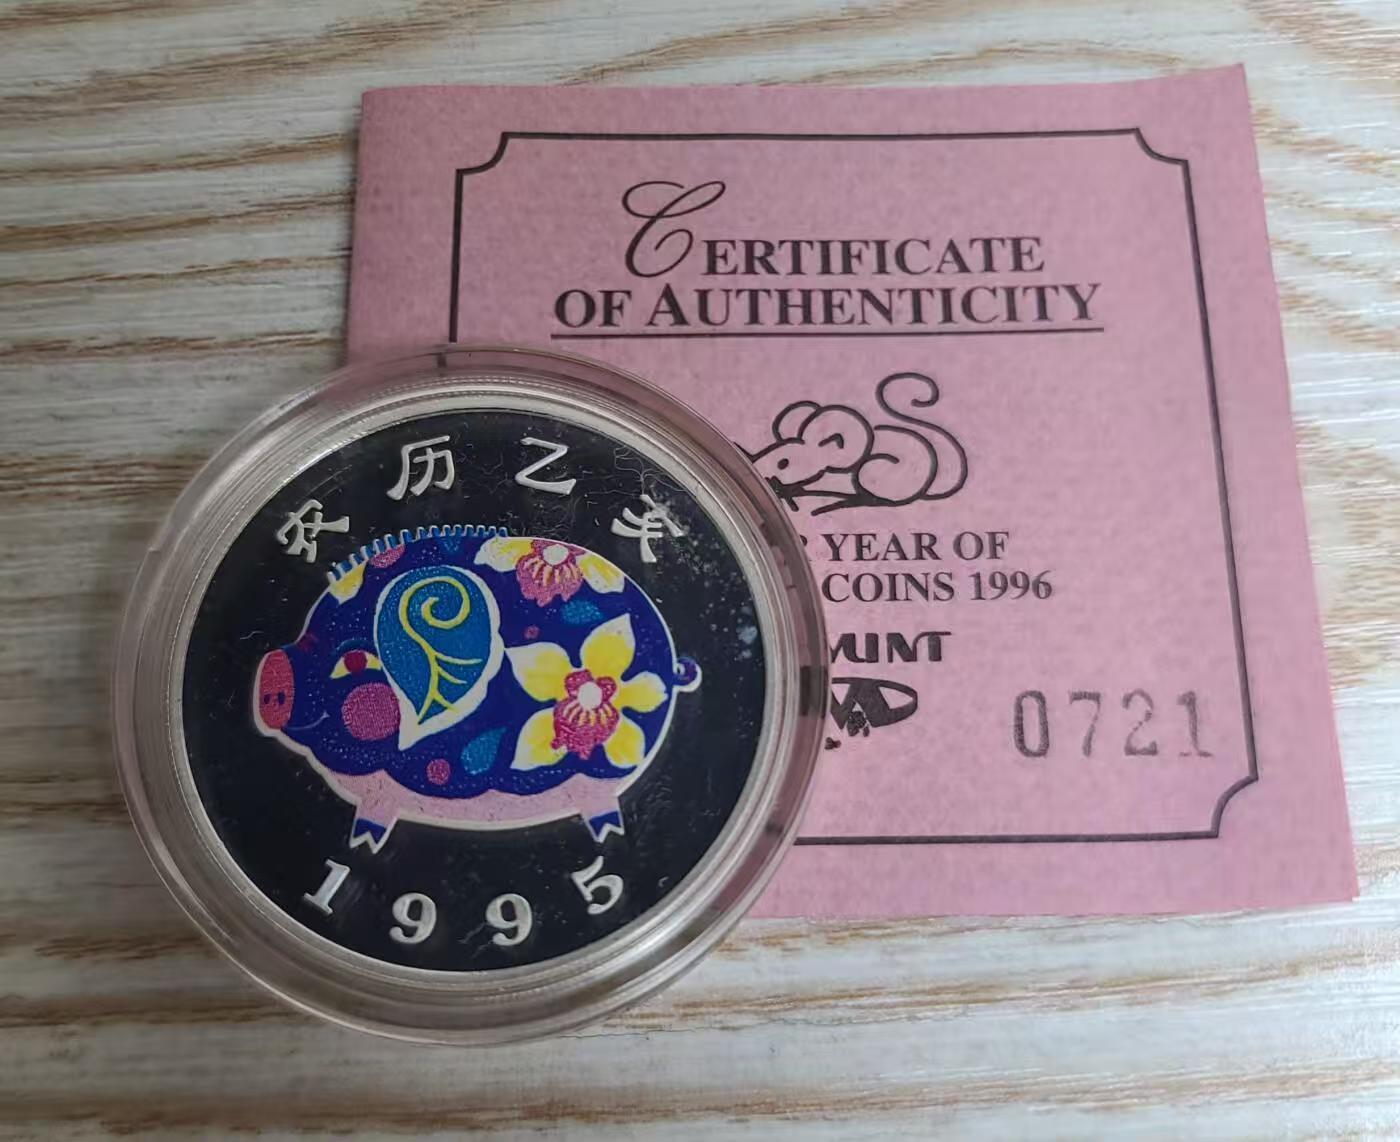 CERTIFICATE
OF AUTHENTICITY
YEAR OF
COINS 1996
MINT
0721
农历乙亥
1995